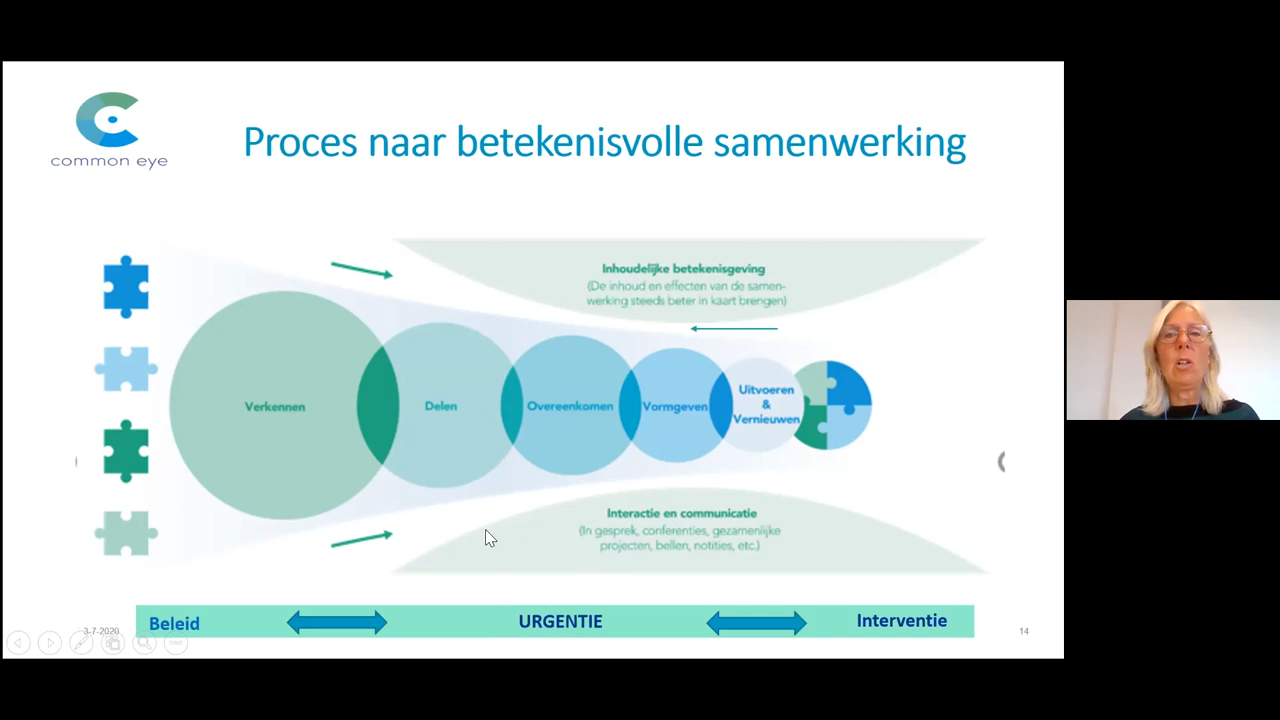 common eye
Proces naar betekenisvolle samenwerking
Inhoudelijke betekenisgeving
(De inhoud en effecten van de samen-
werking steeds beter in kaart brengen)
Verkennen
Delen
Overeenkomen
Vormgeven
Uitvoeren
&
Vernieuwen
Interactie en communicatie
(In gesprek, conferenties, gezamenlijke
projecten, bellen, notities, etc.)
Beleid
URGENTIE
Interventie
3-7-2020
14